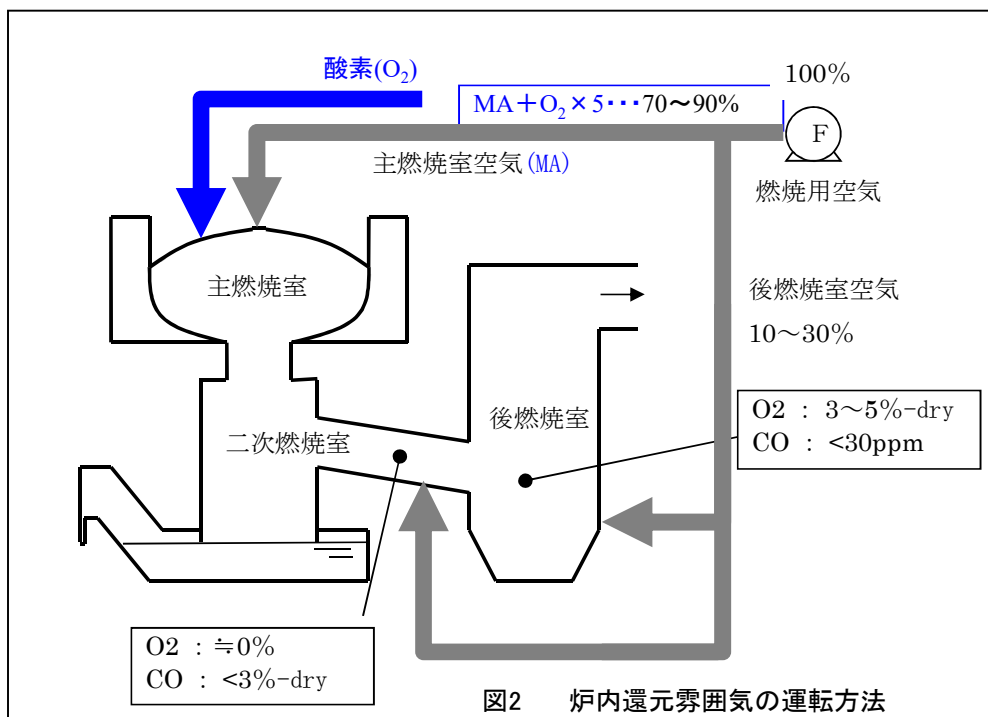 酸素(O₂)
100%
MA＋O₂×5･･･70～90%
F
主燃焼室空気(MA)
燃焼用空気
主燃焼室
後燃焼室空気
10～30%
O2 : 3～5%-dry
CO : <30ppm
後燃焼室
二次燃焼室
O2 : ≒0%
CO : <3%-dry
図2　炉内還元雰囲気の運転方法